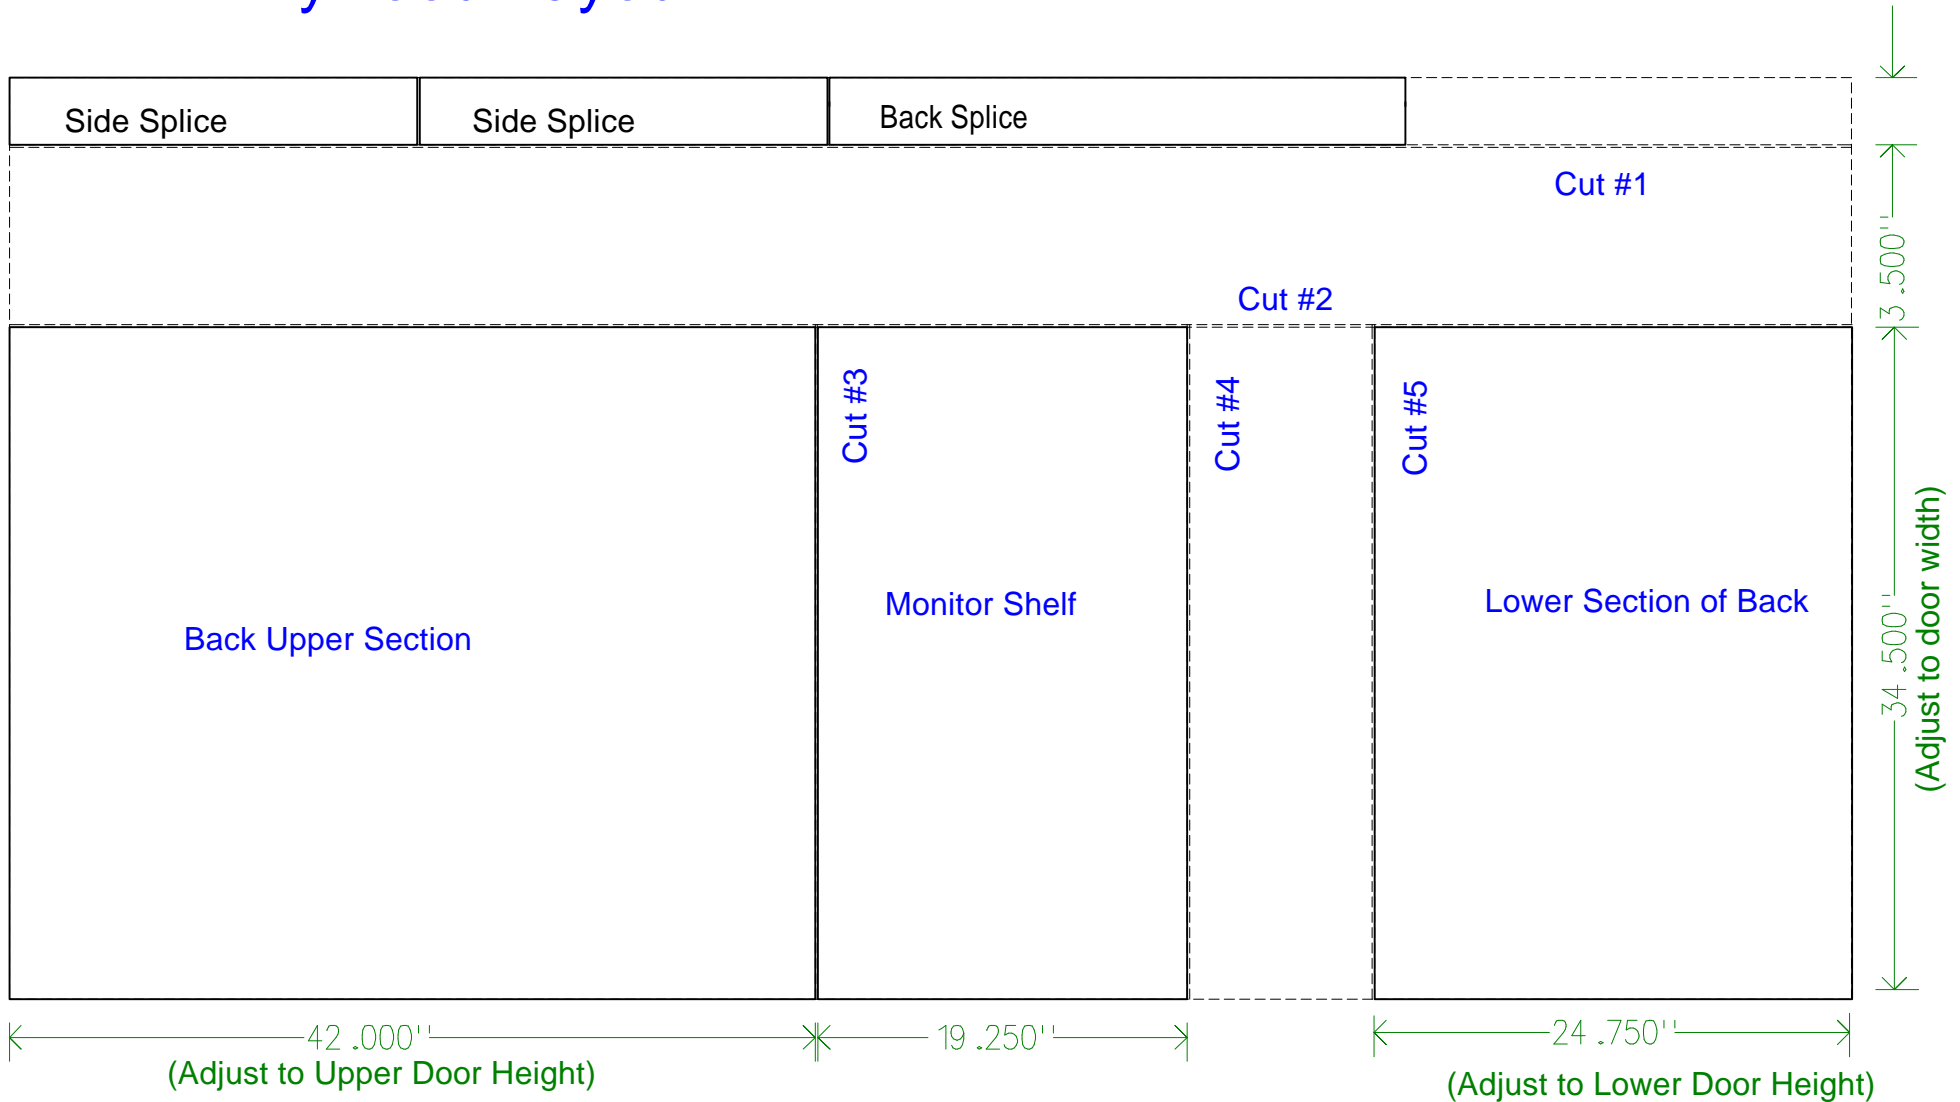 Side Splice
Side Splice
Back Splice
Cut #1
3 .500''
Cut #2
Cut #3
Cut #4
Cut #5
Back Upper Section
Monitor Shelf
Lower Section of Back
34 .500''
(Adjust to door width)
42 .000''
19 .250''
24 .750''
(Adjust to Upper Door Height)
(Adjust to Lower Door Height)